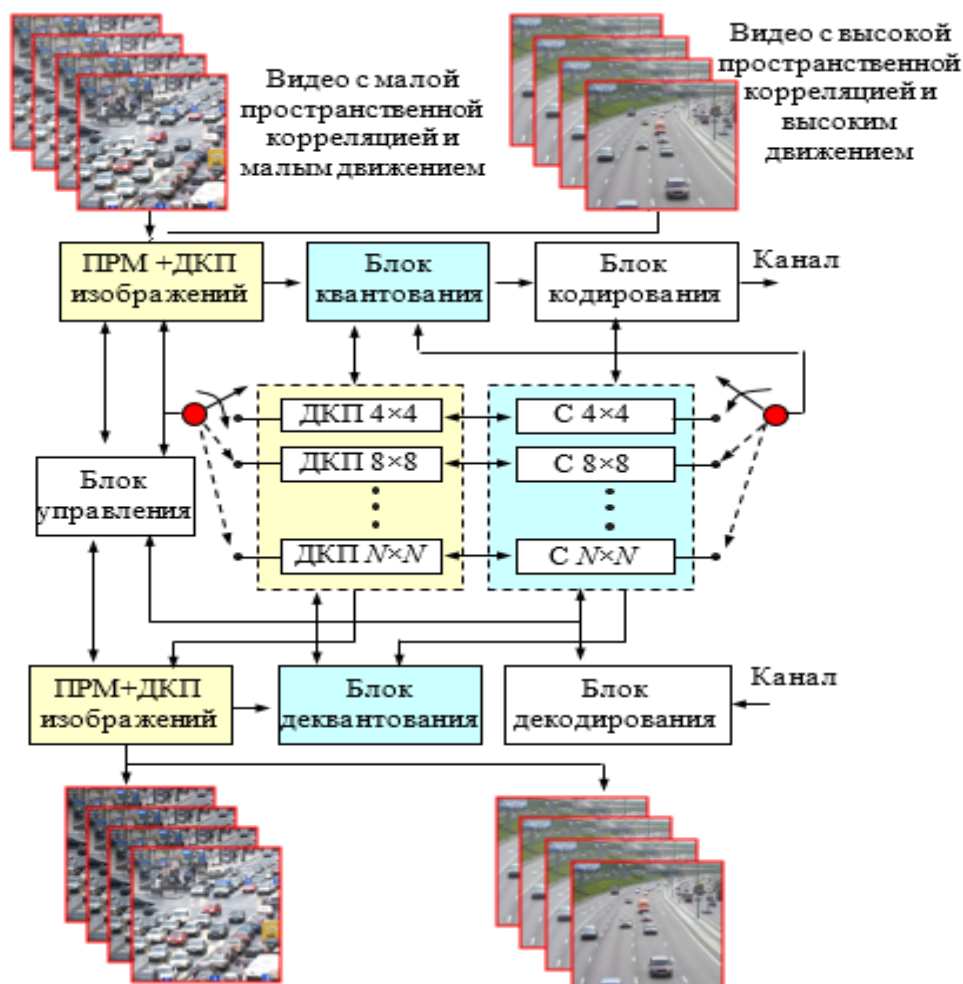 Видео с малой
пространственной
корреляцией и
малым движением
Видео с высокой
пространственной
корреляцией и
высоким
движением
ПРМ +ДКП
изображений
Блок
квантования
Блок
кодирования
Канал
ДКП 4×4
С 4×4
ДКП 8×8
С 8×8
ДКП N×N
С N×N
Блок
управления
ПРМ+ДКП
изображений
Блок
деквантования
Блок
декодирования
Канал